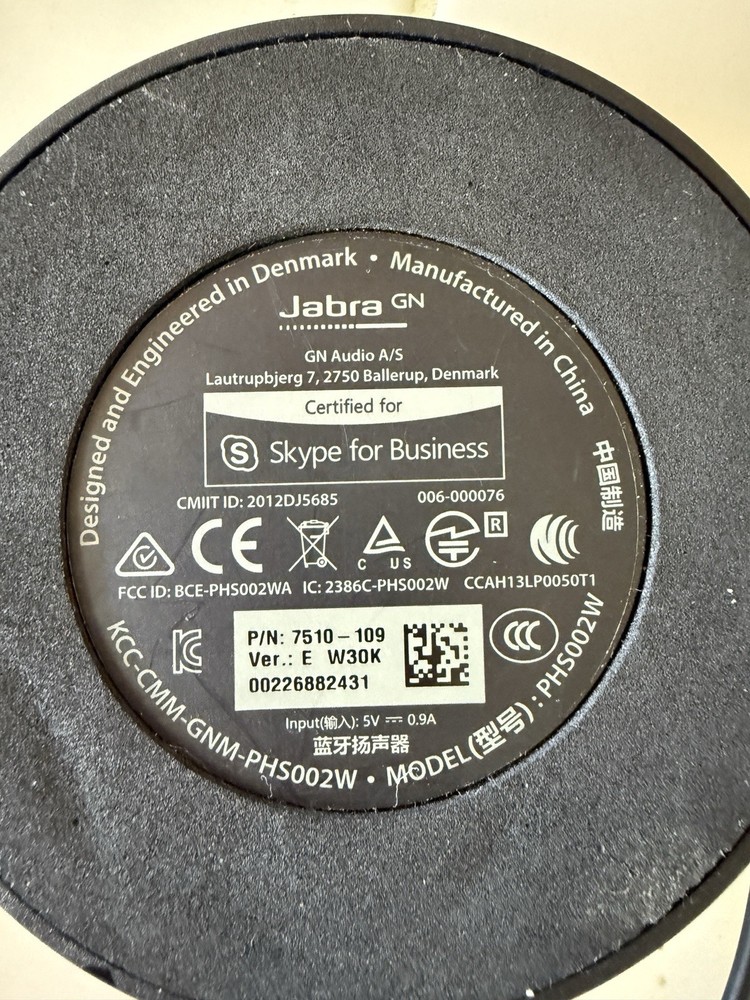 Designed and Engineered in Denmark • Manufactured in China 中国制造
Jabra GN
GN Audio A/S
Lautrupbjerg 7, 2750 Ballerup, Denmark
Certified for
S Skype for Business
CMIIT ID: 2012DJ5685 006-000076
CE C US R
FCC ID: BCE-PHS002WA IC: 2386C-PHS002W CCAH13LP0050T1
P/N: 7510-109
Ver.: E W30K
00226882431
CCC
Input(输入): 5V ⎓ 0.9A
蓝牙扬声器
KCC-CMM-GNM-PHS002W • MODEL(型号) : PHS002W